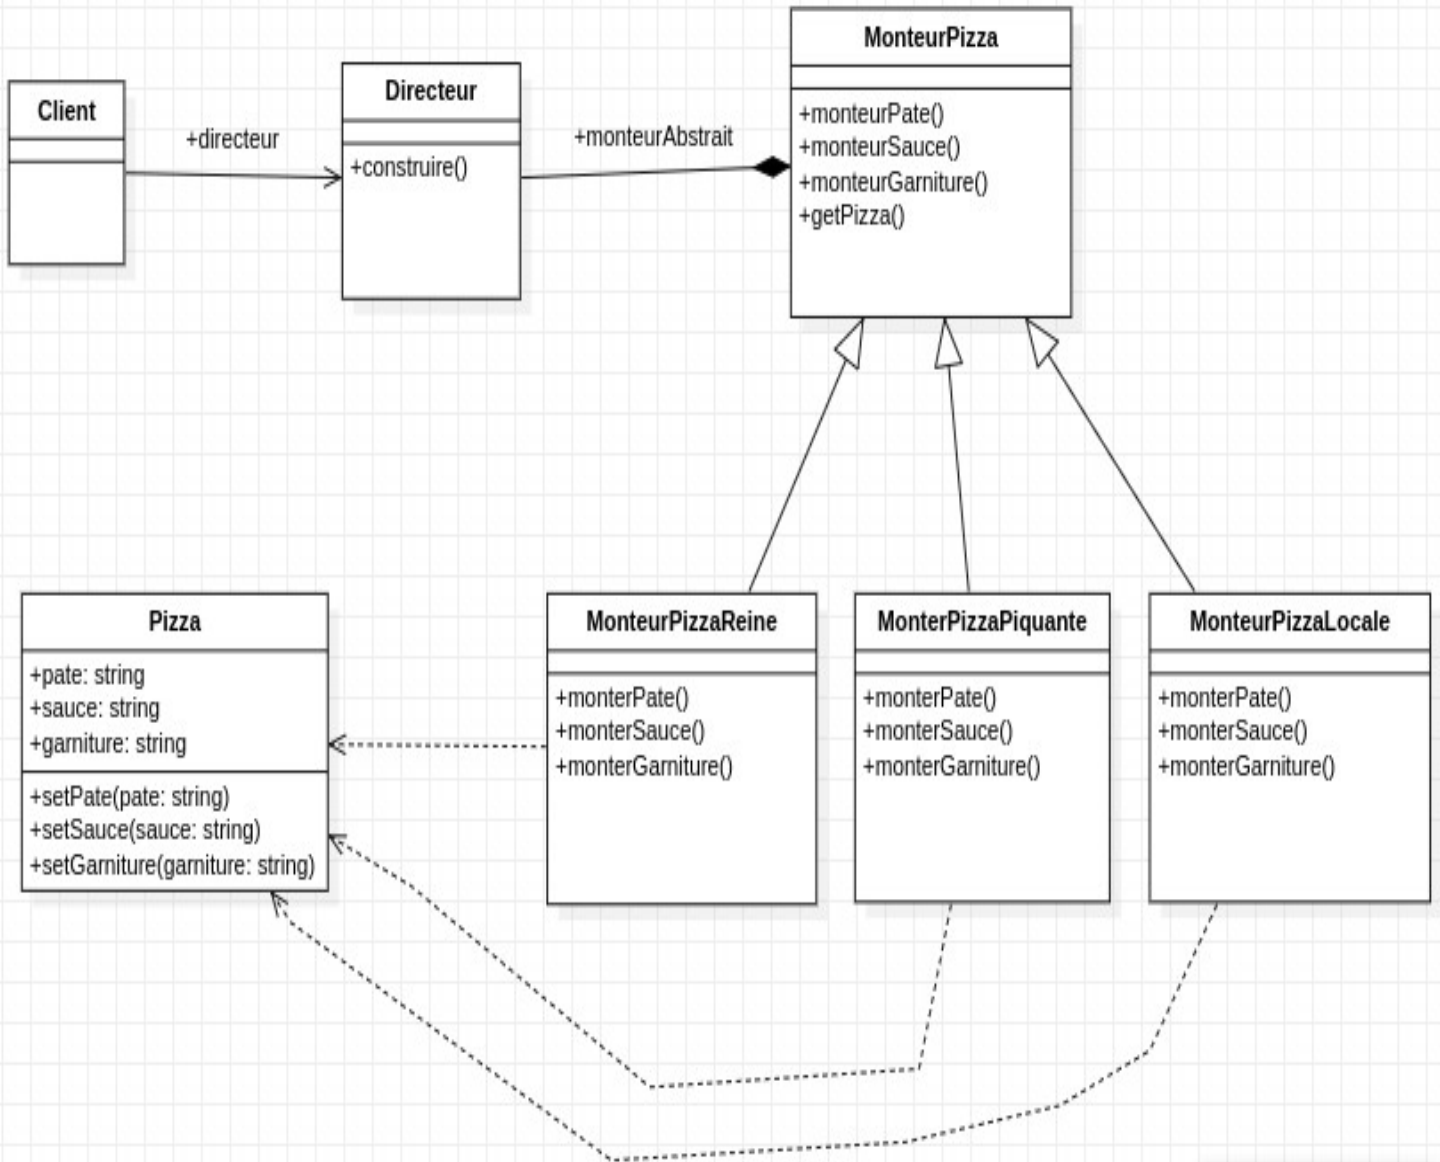 Client
+directeur
Directeur
+construire()
+monteurAbstrait
MonteurPizza
+monteurPate()
+monteurSauce()
+monteurGarniture()
+getPizza()
Pizza
+pate: string
+sauce: string
+garniture: string
+setPate(pate: string)
+setSauce(sauce: string)
+setGarniture(garniture: string)
MonteurPizzaReine
+monterPate()
+monterSauce()
+monterGarniture()
MonterPizzaPiquante
+monterPate()
+monterSauce()
+monterGarniture()
MonteurPizzaLocale
+monterPate()
+monterSauce()
+monterGarniture()